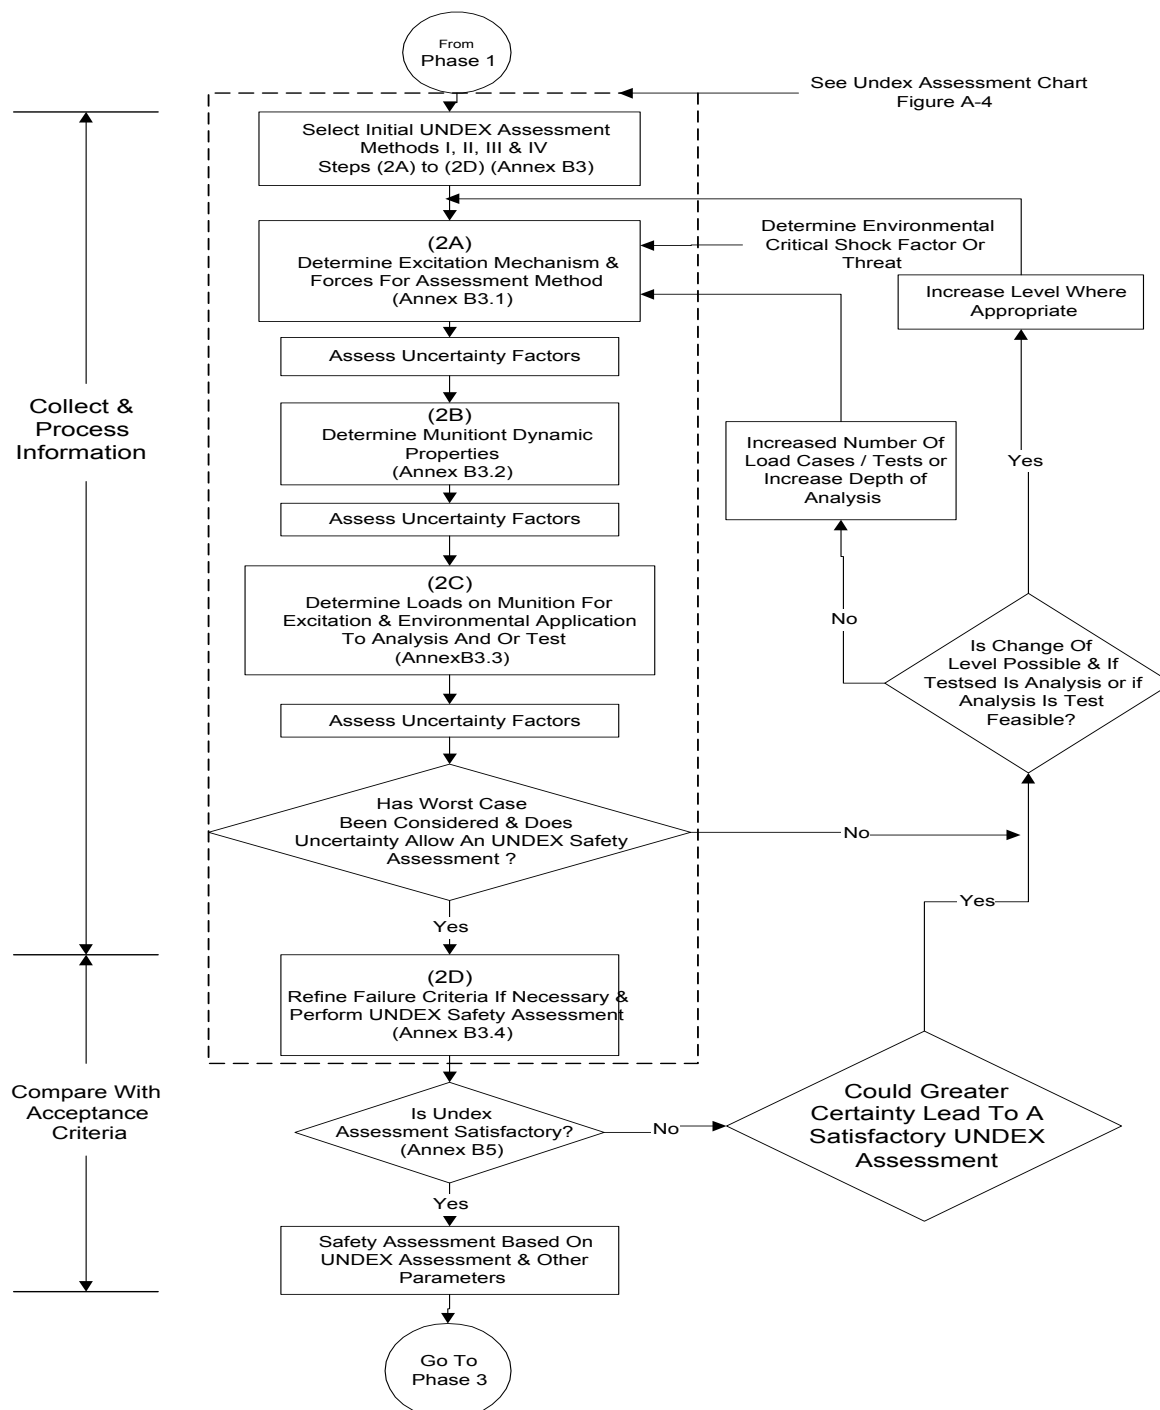 From
Phase 1
See Undex Assessment Chart
Figure A-4
Select Initial UNDEX Assessment
Methods I, II, III & IV
Steps (2A) to (2D) (Annex B3)
(2A)
Determine Excitation Mechanism &
Forces For Assessment Method
(Annex B3.1)
Determine Environmental
Critical Shock Factor Or
Threat
Increase Level Where
Appropriate
Assess Uncertainty Factors
Collect &
Process
Information
(2B)
Determine Munitiont Dynamic
Properties
(Annex B3.2)
Increased Number Of
Load Cases / Tests or
Increase Depth of
Analysis
Yes
Assess Uncertainty Factors
(2C)
Determine Loads on Munition For
Excitation & Environmental Application
To Analysis And Or Test
(AnnexB3.3)
No
Is Change Of
Level Possible & If
Testsed Is Analysis or if
Analysis Is Test
Feasible?
Assess Uncertainty Factors
Has Worst Case
Been Considered & Does
Uncertainty Allow An UNDEX Safety
Assessment ?
No
Yes
Yes
(2D)
Refine Failure Criteria If Necessary &
Perform UNDEX Safety Assessment
(Annex B3.4)
Compare With
Acceptance
Criteria
Is Undex
Assessment Satisfactory?
(Annex B5)
No
Could Greater
Certainty Lead To A
Satisfactory UNDEX
Assessment
Yes
Safety Assessment Based On
UNDEX Assessment & Other
Parameters
Go To
Phase 3